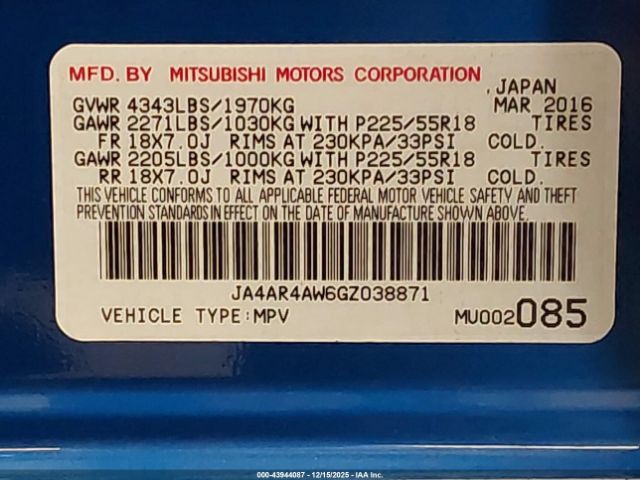 MFD. BY MITSUBISHI MOTORS CORPORATION
, JAPAN
GVWR 4343LBS/1970KG MAR 2016
GAWR 2271LBS/1030KG WITH P225/55R18 TIRES
FR 18X7.0J RIMS AT 230KPA/33PSI COLD.
GAWR 2205LBS/1000KG WITH P225/55R18 TIRES
RR 18X7.0J RIMS AT 230KPA/33PSI COLD.
THIS VEHICLE CONFORMS TO ALL APPLICABLE FEDERAL MOTOR VEHICLE SAFETY AND THEFT
PREVENTION STANDARDS IN EFFECT ON THE DATE OF MANUFACTURE SHOWN ABOVE.
JA4AR4AW6GZ038871
VEHICLE TYPE:MPV MU002085
000-43944087 - 12/15/2025 - IAA Inc.